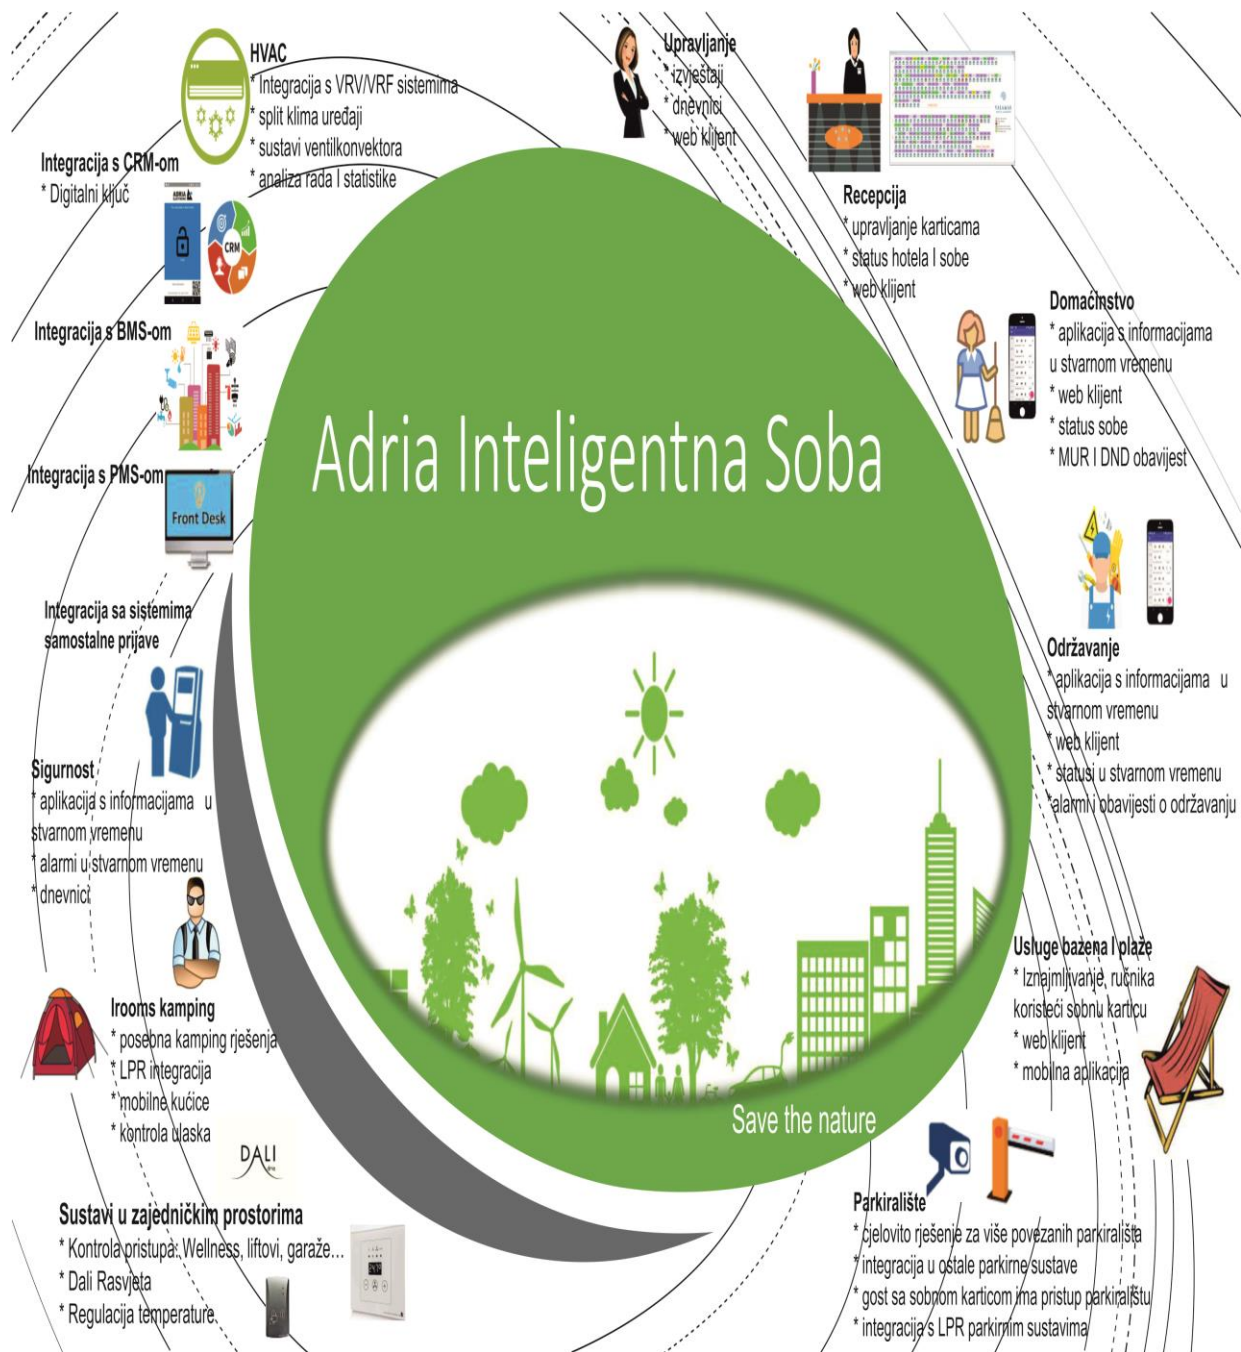 HVAC
* Integracija s VRV/VRF sistemima
* split klima uređaji
* sustavi ventilkonvektora
* analiza rada I statistike
Integracija s CRM-om
* Digitalni ključ
ADRIA
CRM
Integracija s BMS-om
Integracija s PMS-om
Front Desk
Integracija sa sistemima
samostalne prijave
Sigurnost
* aplikacija s informacijama u
stvarnom vremenu
* alarmi u stvarnom vremenu
* dnevnici
Irooms kamping
* posebna kamping rješenja
* LPR integracija
* mobilne kućice
* kontrola ulaska
DALI
Sustavi u zajedničkim prostorima
* Kontrola pristupa: Wellness, liftovi, garaže...
* Dali Rasvjeta
* Regulacija temperature
Adria Inteligentna Soba
Save the nature
Upravljanje
* izvještaji
* dnevnici
* web klijent
Recepcija
* upravljanje karticama
* status hotela I sobe
* web klijent
Domaćinstvo
* aplikacija s informacijama
u stvarnom vremenu
* web klijent
* status sobe
* MUR I DND obavijest
Održavanje
* aplikacija s informacijama u
stvarnom vremenu
* web klijent
* statusi u stvarnom vremenu
*alarmi i obavijesti o održavanju
Usluge bazena I plaže
* Iznajmljivanje, ručnika
koristeći sobnu karticu
* web klijent
* mobilna aplikacija
Parkiralište
* cjelovito rješenje za više povezanih parkirališta
* integracija u ostale parkirne sustave
* gost sa sobnom karticom ima pristup parkiralištu
* integracija s LPR parkirnim sustavima